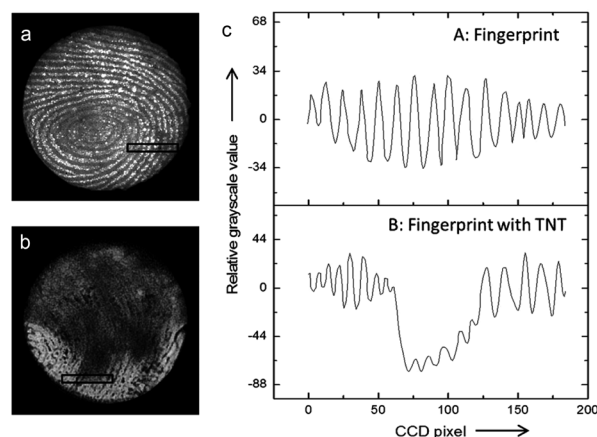 a
b
c
A: Fingerprint
68
34
0
-34
B: Fingerprint with TNT
44
0
-44
-88
Relative grayscale value
0 50 100 150 200
CCD pixel